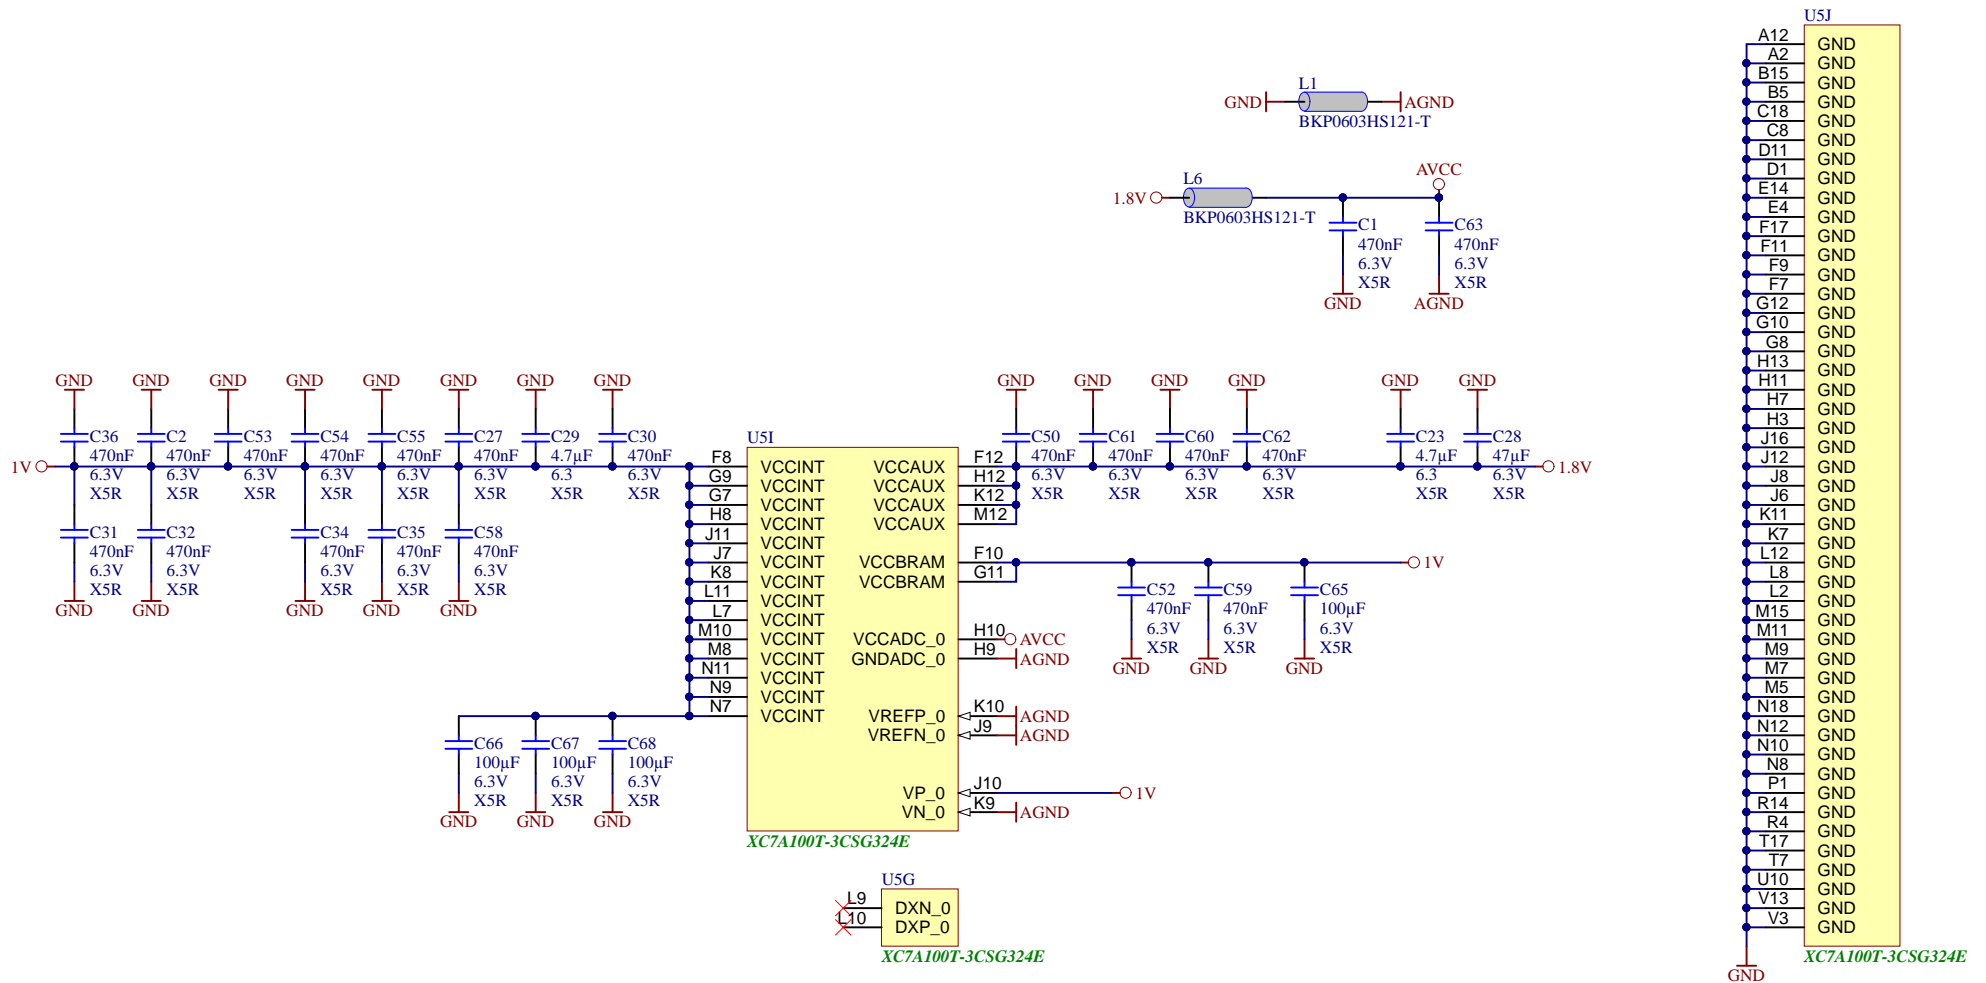 L1
GND
AGND
BKP0603HS121-T
L6
1.8V
AVCC
BKP0603HS121-T
C1
470nF
6.3V
X5R
GND
C63
470nF
6.3V
X5R
AGND
GND
GND
GND
GND
GND
GND
GND
GND
1V
C36
470nF
6.3V
X5R
C2
470nF
6.3V
X5R
C53
470nF
6.3V
X5R
C54
470nF
6.3V
X5R
C55
470nF
6.3V
X5R
C27
470nF
6.3V
X5R
C29
4.7µF
6.3
X5R
C30
470nF
6.3V
X5R
C31
470nF
6.3V
X5R
GND
C32
470nF
6.3V
X5R
GND
C34
470nF
6.3V
X5R
GND
C35
470nF
6.3V
X5R
GND
C58
470nF
6.3V
X5R
GND
C66
100µF
6.3V
X5R
GND
C67
100µF
6.3V
X5R
GND
C68
100µF
6.3V
X5R
GND
U5I
F8 VCCINT
G9 VCCINT
G7 VCCINT
H8 VCCINT
J11 VCCINT
J7 VCCINT
K8 VCCINT
L11 VCCINT
L7 VCCINT
M10 VCCINT
M8 VCCINT
N11 VCCINT
N9 VCCINT
N7 VCCINT
VCCAUX F12
VCCAUX H12
VCCAUX K12
VCCAUX M12
VCCBRAM F10
VCCBRAM G11
VCCADC_0 H10 AVCC
GNDADC_0 H9 AGND
VREFP_0 K10 AGND
VREFN_0 J9 AGND
VP_0 J10 1V
VN_0 K9 AGND
XC7A100T-3CSG324E
GND
GND
GND
GND
GND
GND
C50
470nF
6.3V
X5R
C61
470nF
6.3V
X5R
C60
470nF
6.3V
X5R
C62
470nF
6.3V
X5R
C23
4.7µF
6.3
X5R
C28
47µF
6.3V
X5R
1.8V
1V
C52
470nF
6.3V
X5R
GND
C59
470nF
6.3V
X5R
GND
C65
100µF
6.3V
X5R
GND
U5G
L9 DXN_0
L10 DXP_0
XC7A100T-3CSG324E
U5J
A12 GND
A2 GND
B15 GND
B5 GND
C18 GND
C8 GND
D11 GND
D1 GND
E14 GND
E4 GND
F17 GND
F11 GND
F9 GND
F7 GND
G12 GND
G10 GND
G8 GND
H13 GND
H11 GND
H7 GND
H3 GND
J16 GND
J12 GND
J8 GND
J6 GND
K11 GND
K7 GND
L12 GND
L8 GND
L2 GND
M15 GND
M11 GND
M9 GND
M7 GND
M5 GND
N18 GND
N12 GND
N10 GND
N8 GND
P1 GND
R14 GND
R4 GND
T17 GND
T7 GND
U10 GND
V13 GND
V3 GND
XC7A100T-3CSG324E
GND